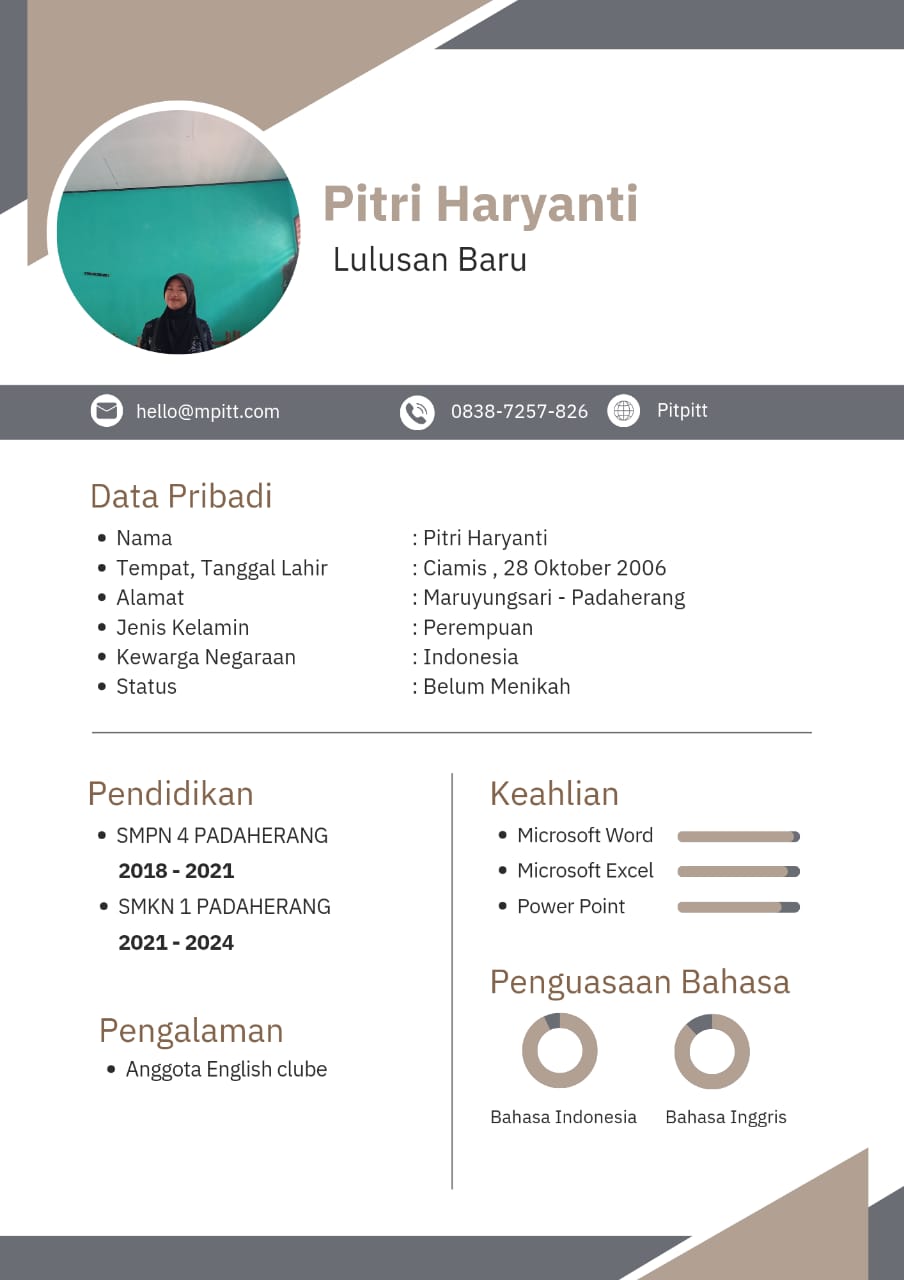 Pitri Haryanti
Lulusan Baru
hello@mpitt.com
0838-7257-826
Pitpitt
Data Pribadi
• Nama : Pitri Haryanti
• Tempat, Tanggal Lahir : Ciamis , 28 Oktober 2006
• Alamat : Maruyungsari - Padaherang
• Jenis Kelamin : Perempuan
• Kewarga Negaraan : Indonesia
• Status : Belum Menikah
Pendidikan
• SMPN 4 PADAHERANG
2018 - 2021
• SMKN 1 PADAHERANG
2021 - 2024
Pengalaman
• Anggota English clube
Keahlian
• Microsoft Word
• Microsoft Excel
• Power Point
Penguasaan Bahasa
Bahasa Indonesia
Bahasa Inggris